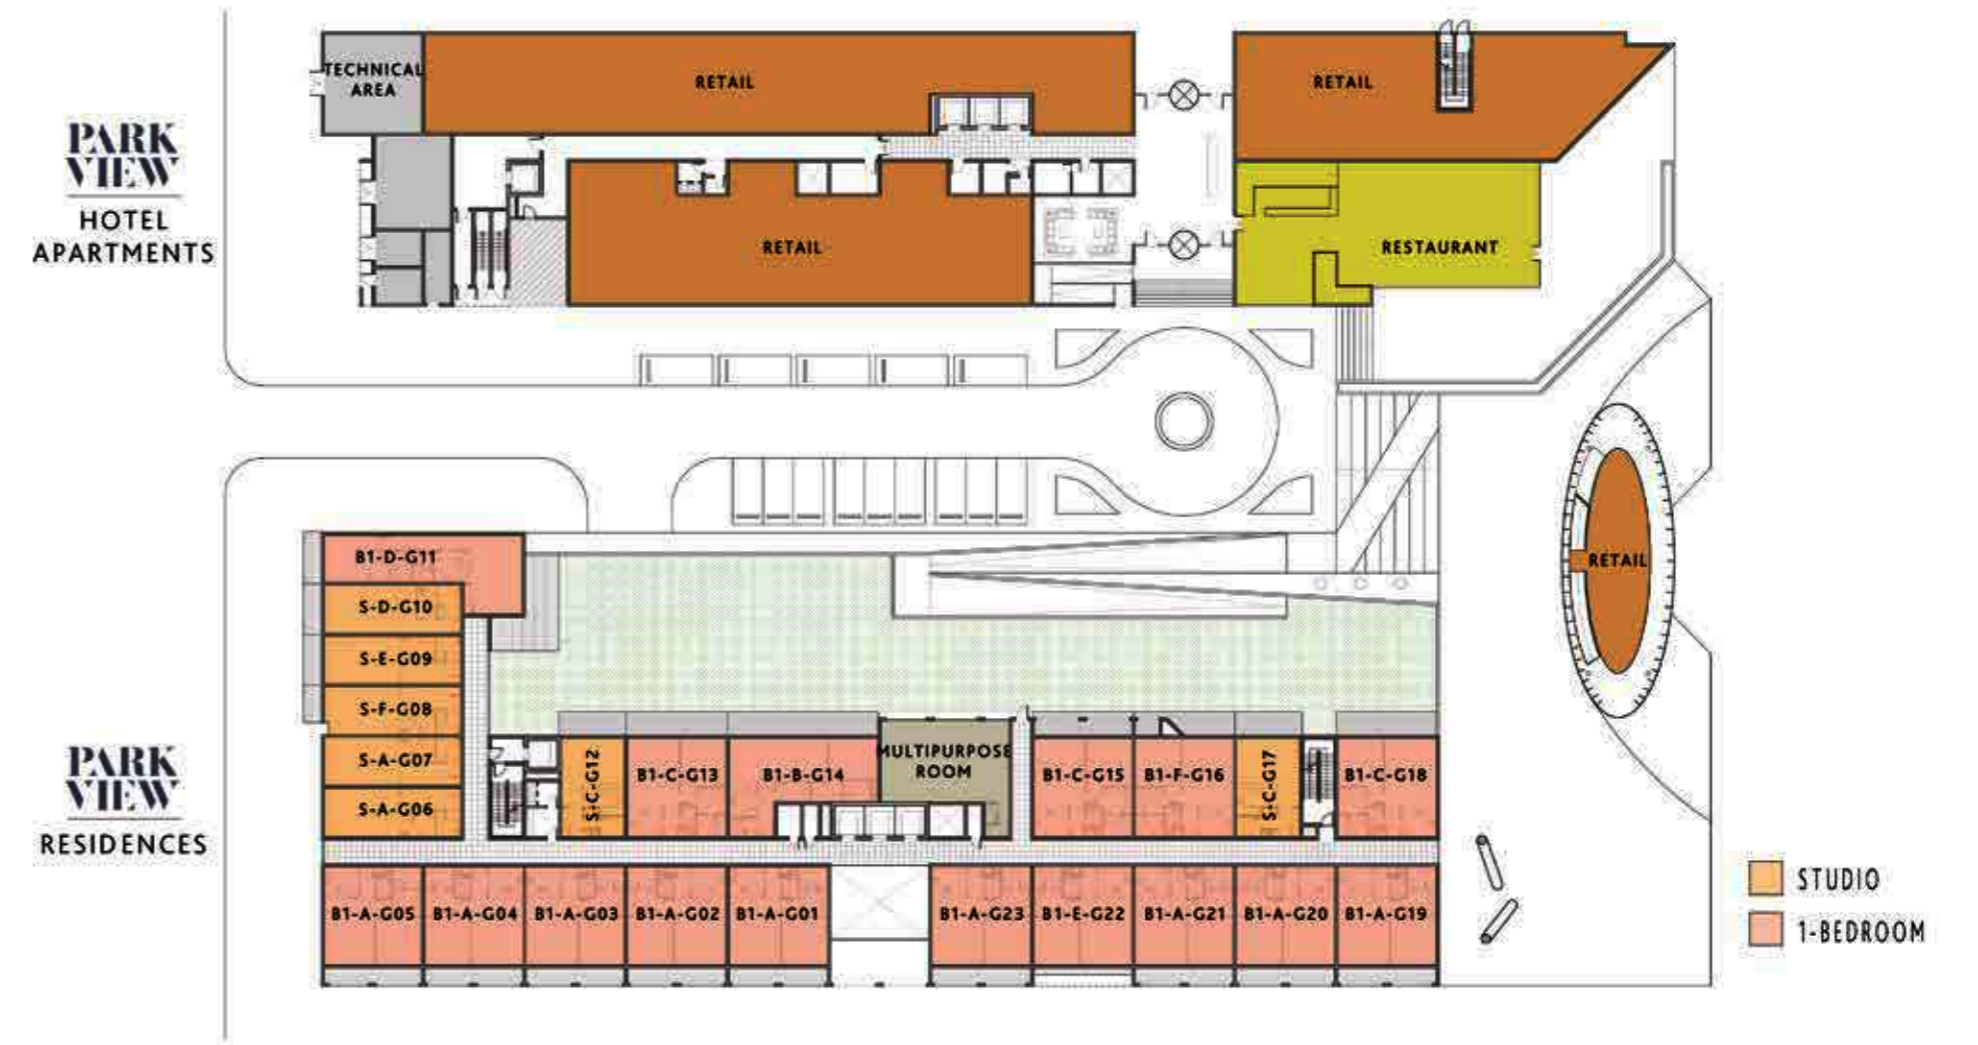 TECHNICAL
AREA
RETAIL
RETAIL
PARK
VIEW
HOTEL
APARTMENTS
RETAIL
RESTAURANT
B1-D-G11
S-D-G10
S-E-G09
S-F-G08
S-A-G07
S-A-G06
RETAIL
PARK
VIEW
RESIDENCES
S-C-G12
B1-C-G13
B1-B-G14
MULTIPURPOSE
ROOM
B1-C-G15
B1-F-G16
S-C-G17
B1-C-G18
B1-A-G05
B1-A-G04
B1-A-G03
B1-A-G02
B1-A-G01
B1-A-G23
B1-E-G22
B1-A-G21
B1-A-G20
B1-A-G19
STUDIO
1-BEDROOM